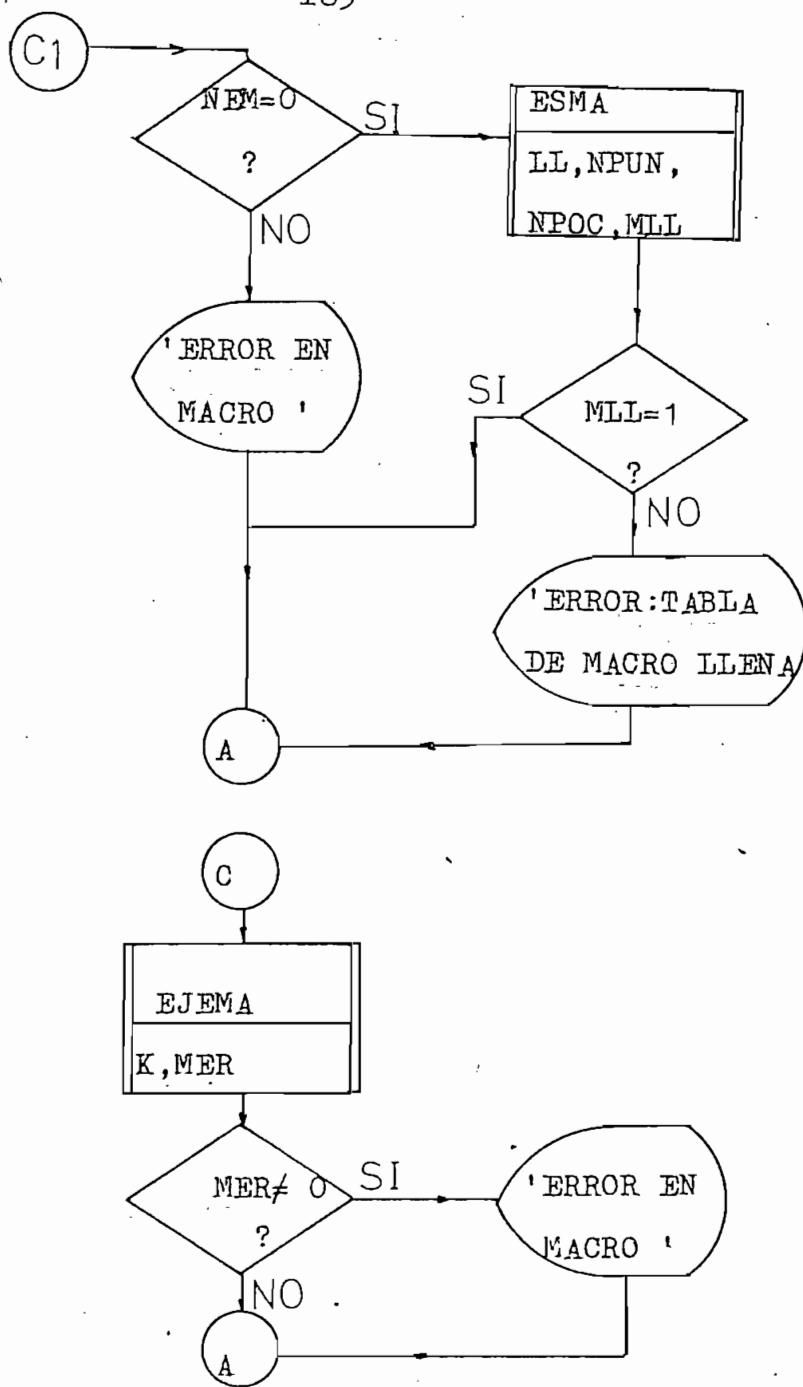 C1
NEM=0
?
SI
NO
ESMA
LL,NPUN,
NPOC,MLL
'ERROR EN
MACRO '
MLL=1
?
SI
NO
'ERROR:TABLA
DE MACRO LLENA
A
C
EJEMA
K,MER
MER≠ 0
?
SI
NO
'ERROR EN
MACRO '
A